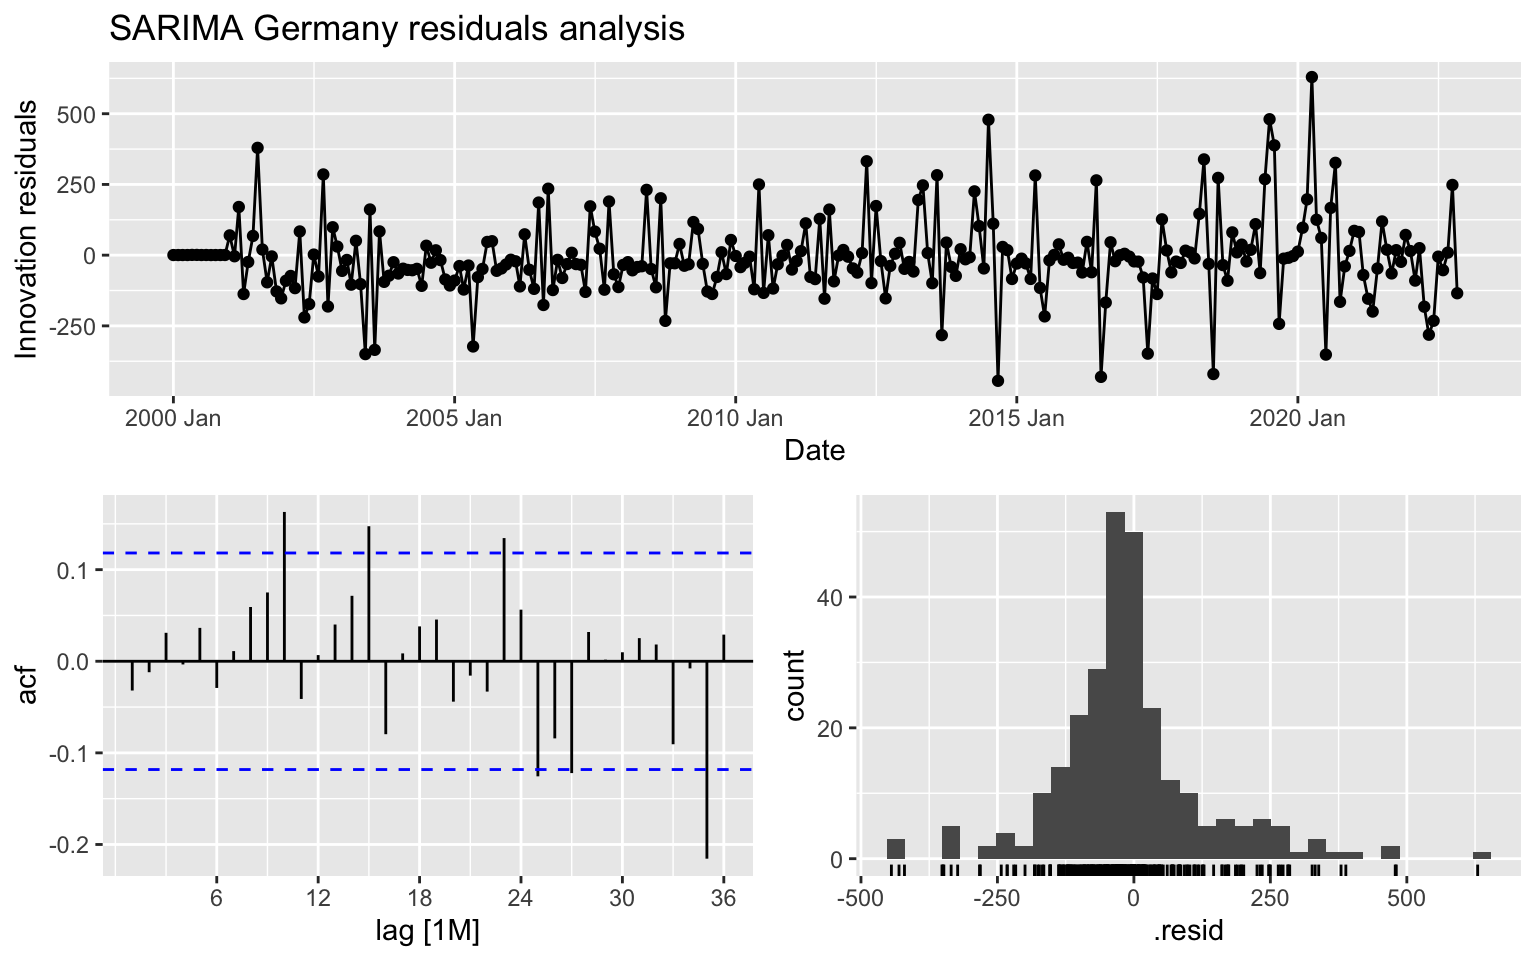 SARIMA Germany residuals analysis
Innovation residuals
500
250
0
-250
2000 Jan 2005 Jan 2010 Jan 2015 Jan 2020 Jan
Date
acf
0.1
0.0
-0.1
-0.2
6 12 18 24 30 36
lag [1M]
count
40
20
0
-500 -250 0 250 500
.resid